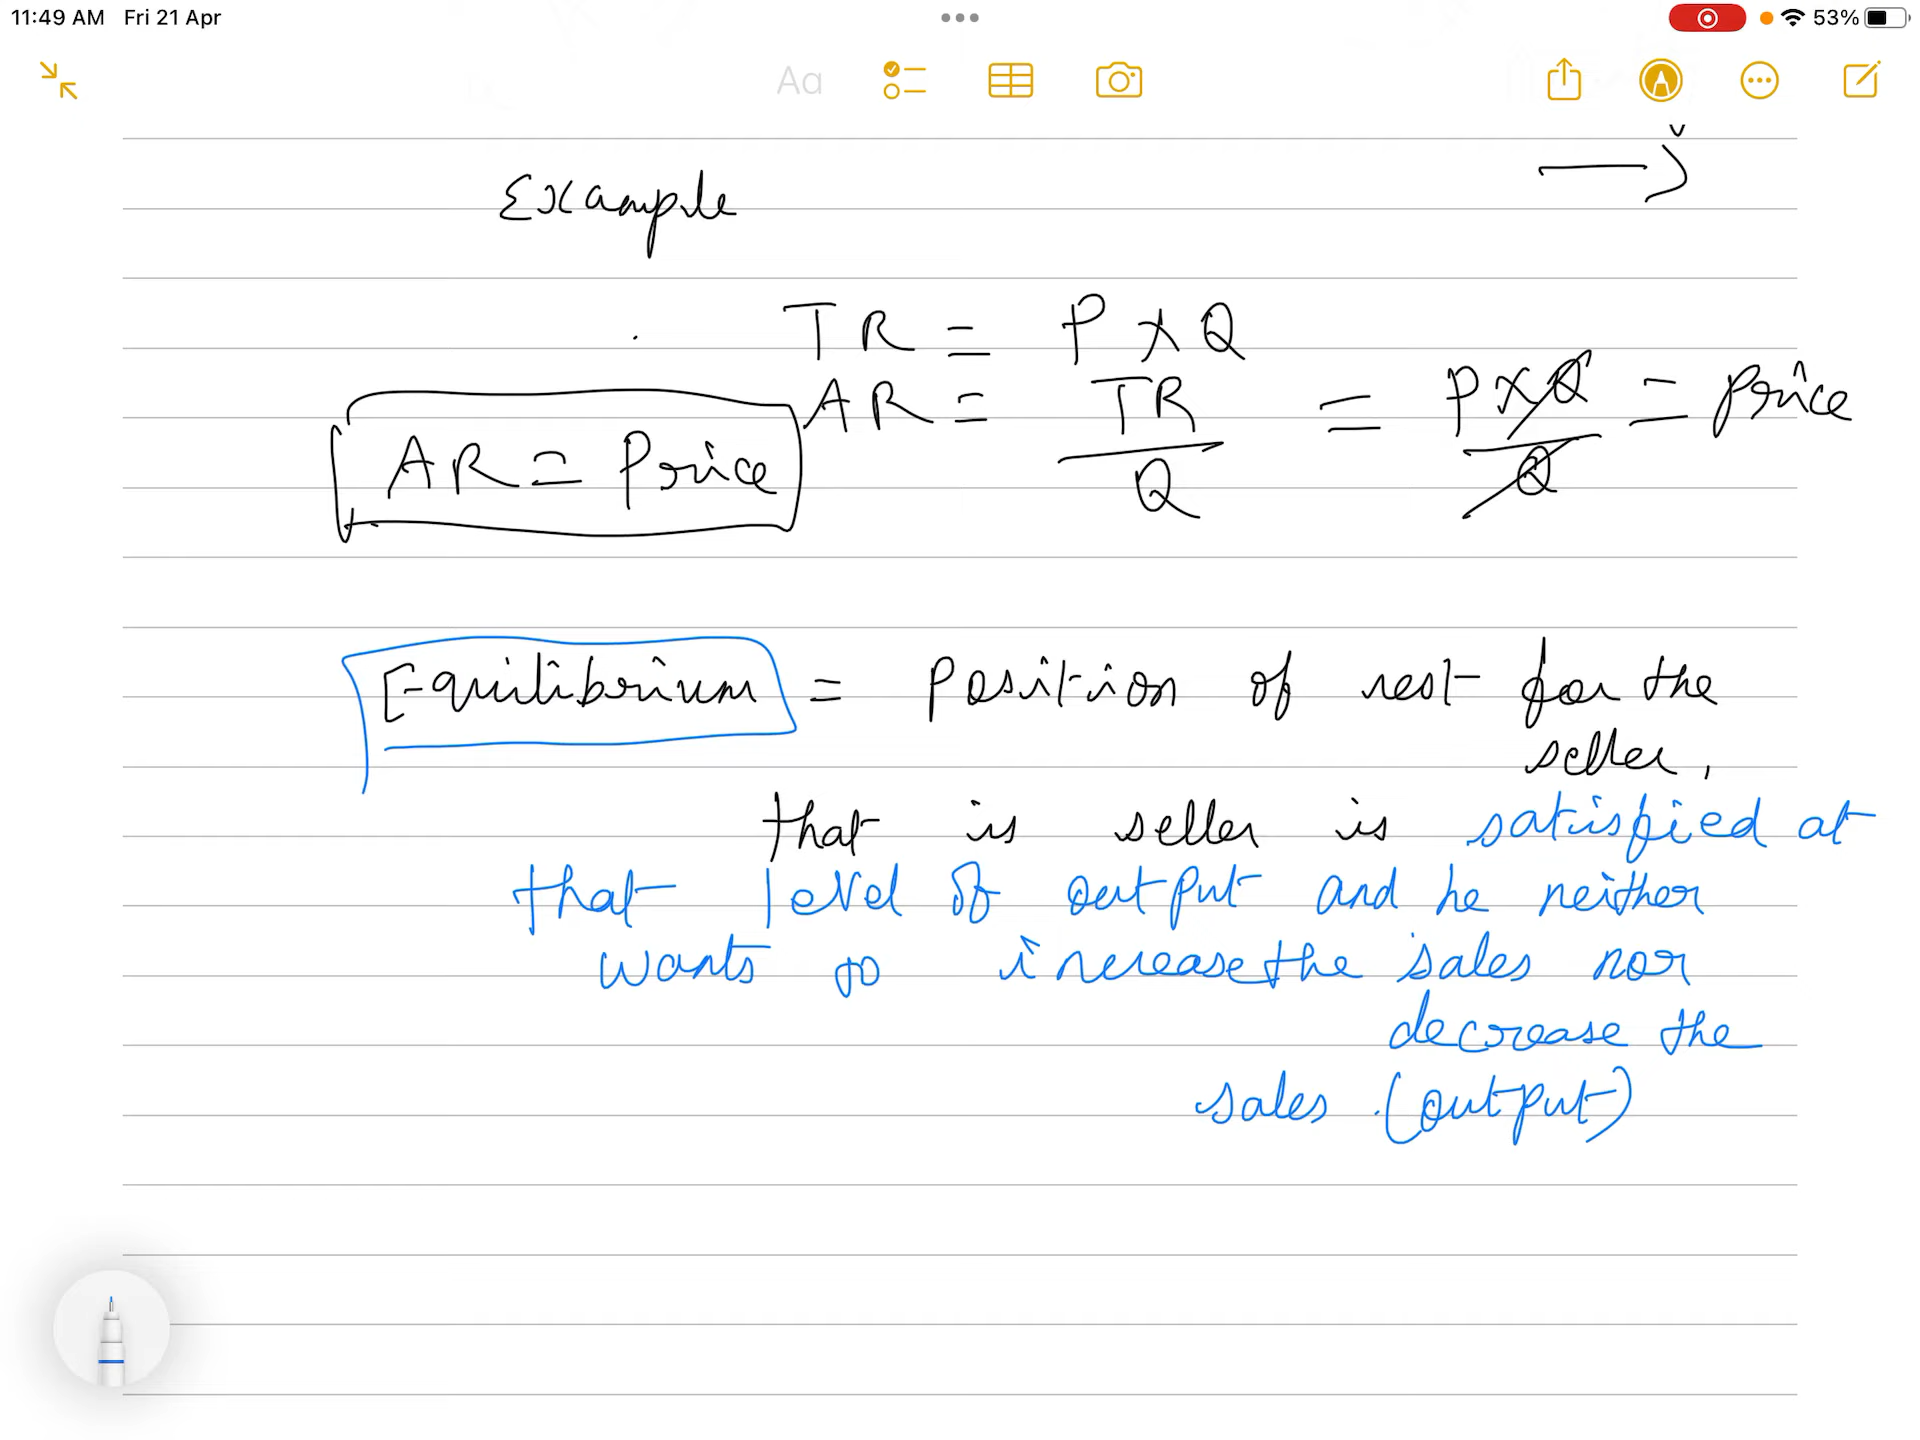 11:49 AM Fri 21 Apr
53%
Aa
Example
TR = P x Q
AR = TR/Q = P x Q/Q = Price
AR = Price
Equilibrium = Position of rest for the
seller,
that is seller is satisfied at
that level of output and he neither
wants to increase the sales nor
decrease the
sales. (output)